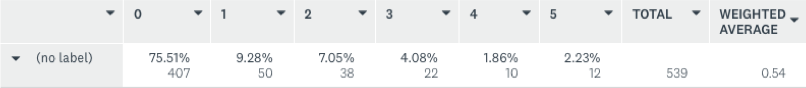 0 1 2 3 4 5 TOTAL WEIGHTED
AVERAGE
(no label) 75.51% 9.28% 7.05% 4.08% 1.86% 2.23%
407 50 38 22 10 12 539 0.54